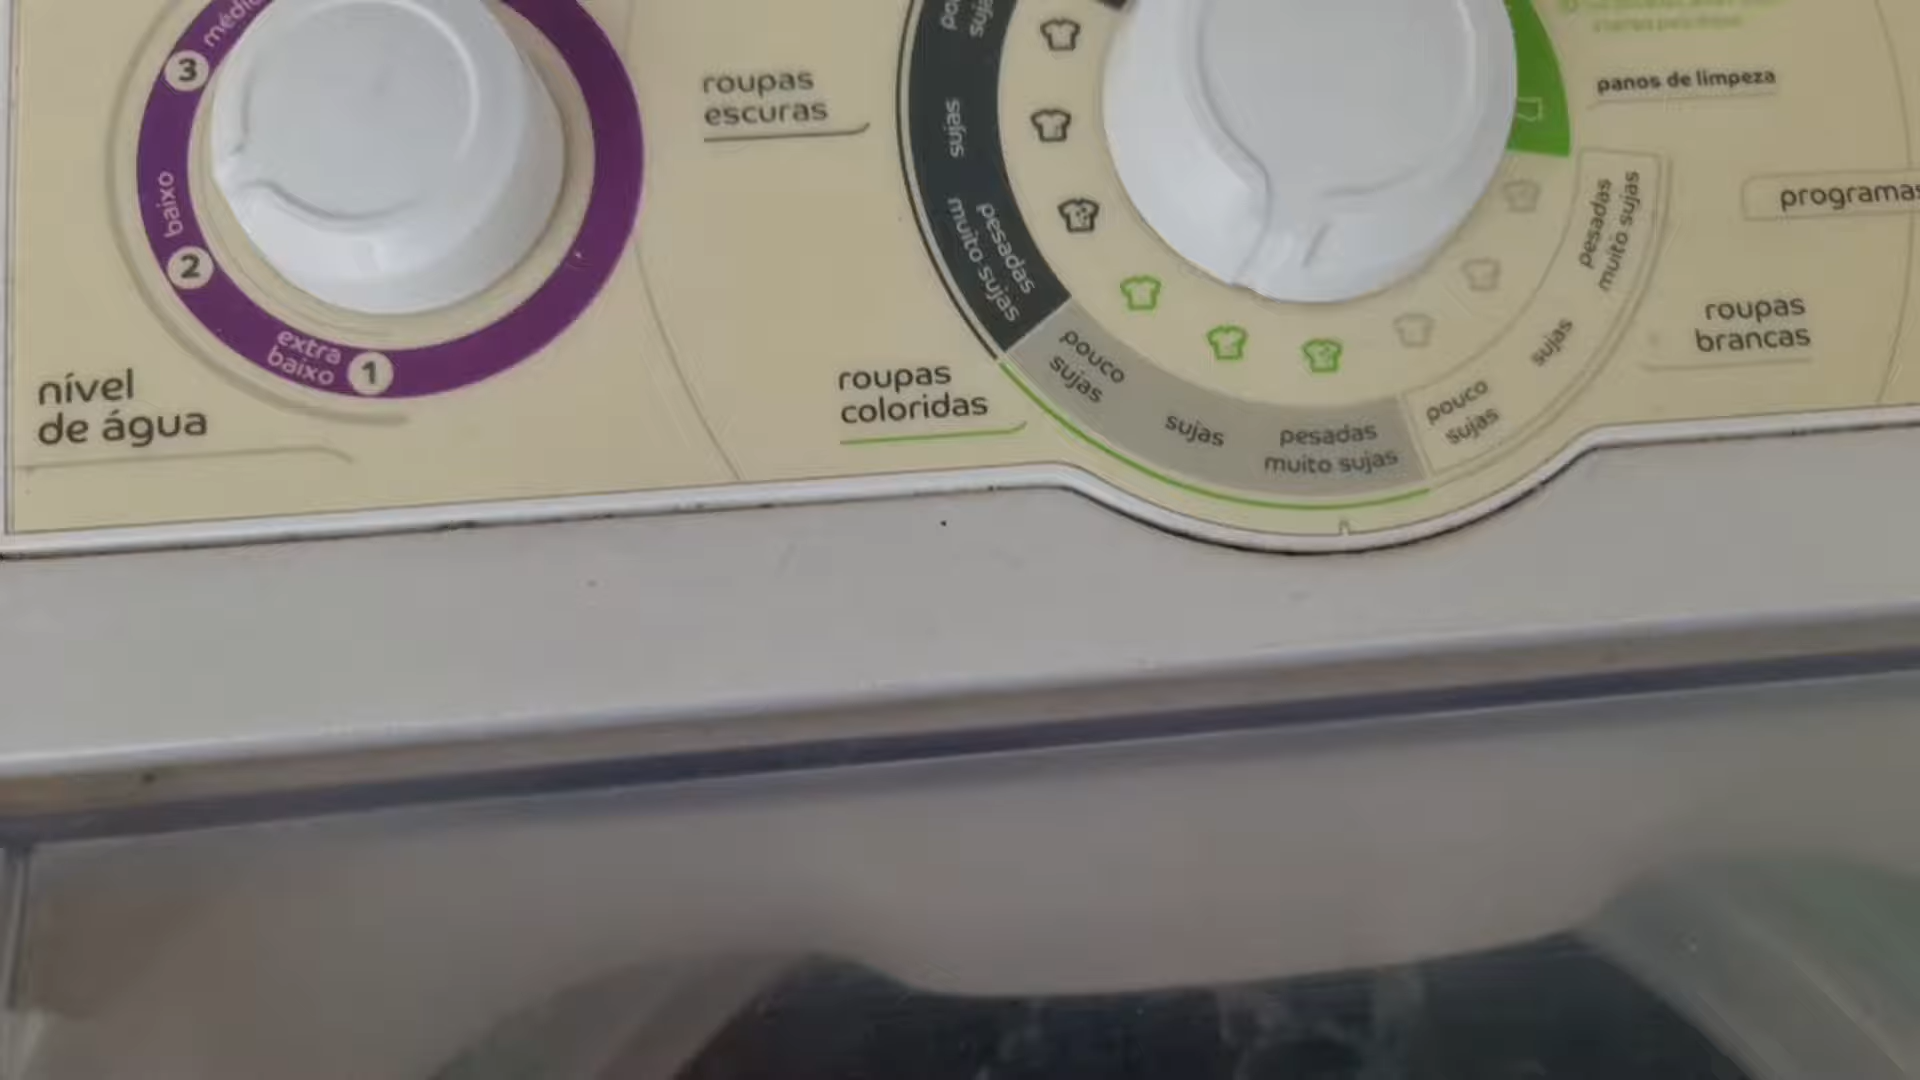 médio
3
baixo
2
extra
baixo
1
nível
de água
roupas
escuras
sujas
sujas
pesadas
muito sujas
roupas
coloridas
pouco
sujas
sujas
pesadas
muito sujas
pouco
sujas
sujas
pesadas
muito sujas
roupas
brancas
panos de limpeza
programas